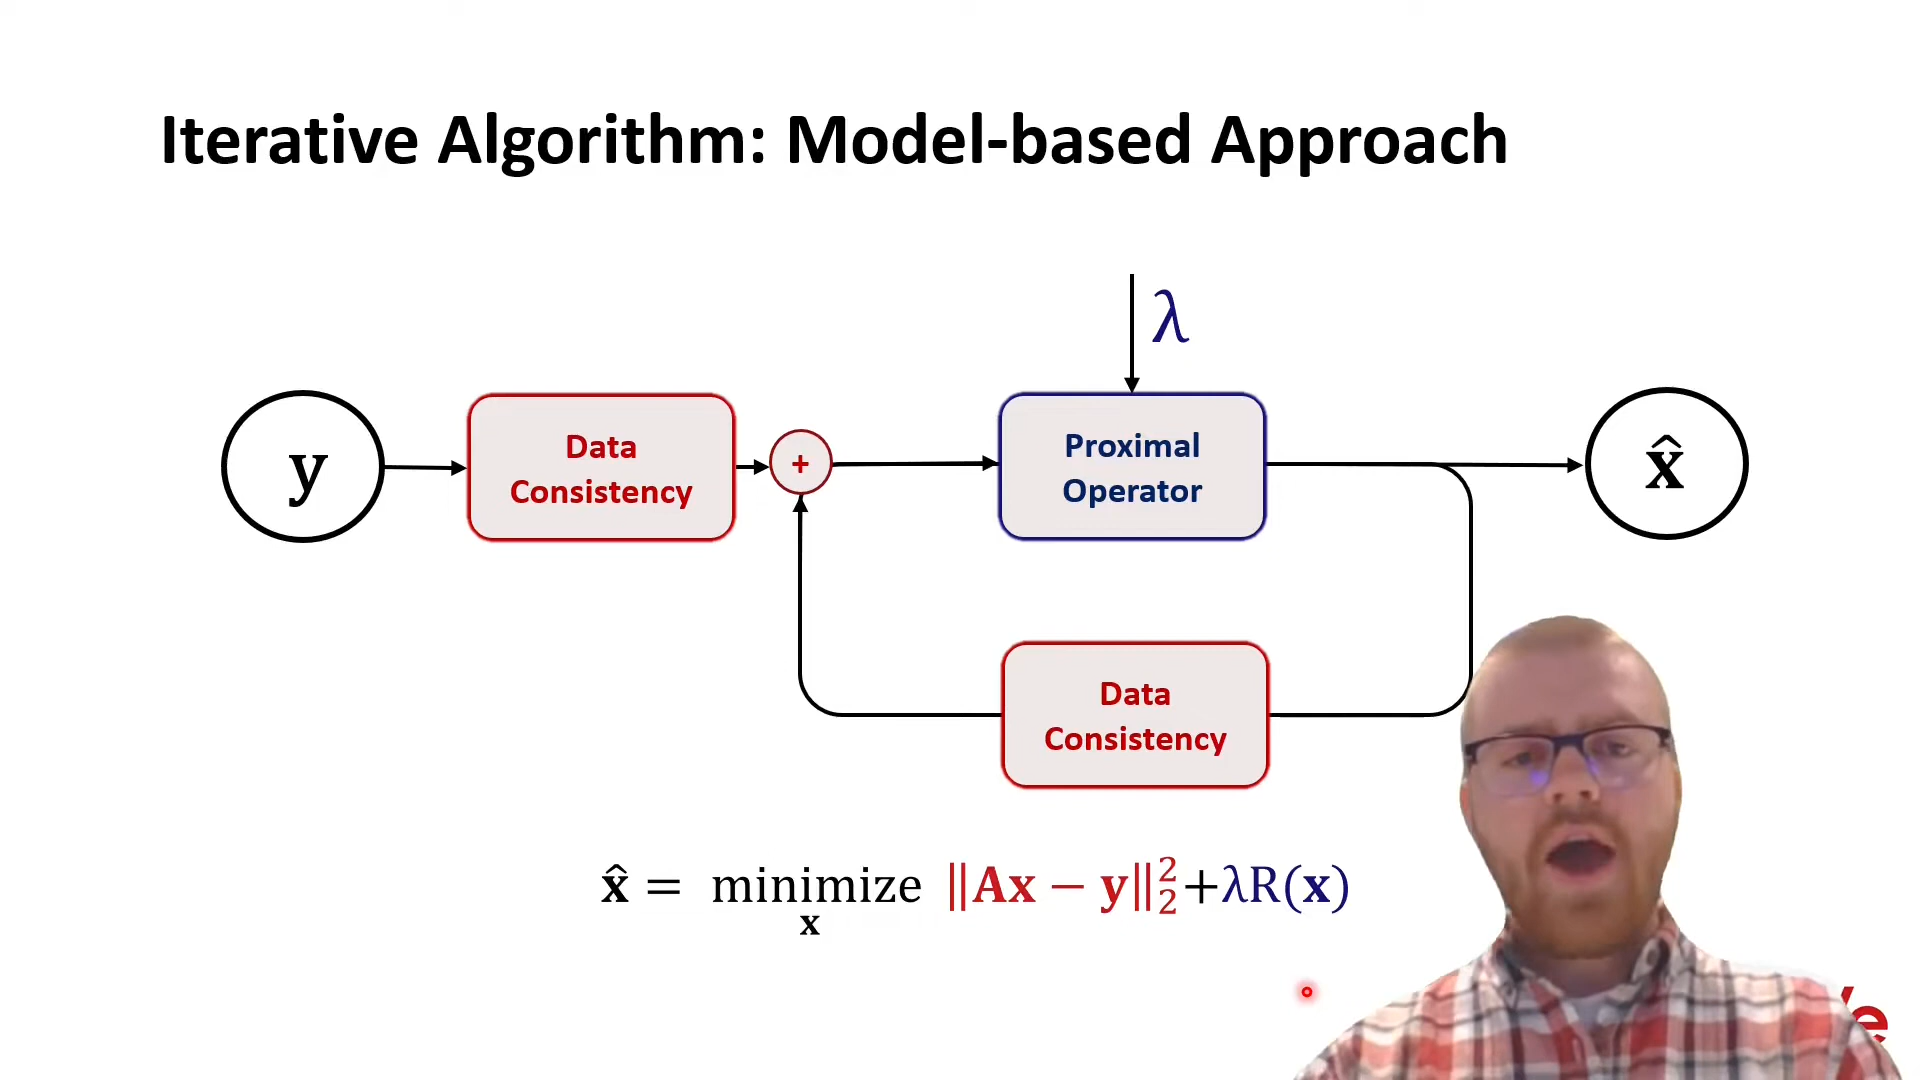 Iterative Algorithm: Model-based Approach
λ
y
Data
Consistency
+
Proximal
Operator
x̂
Data
Consistency
x̂ = minimize ‖Ax − y‖₂² + λR(x)
x